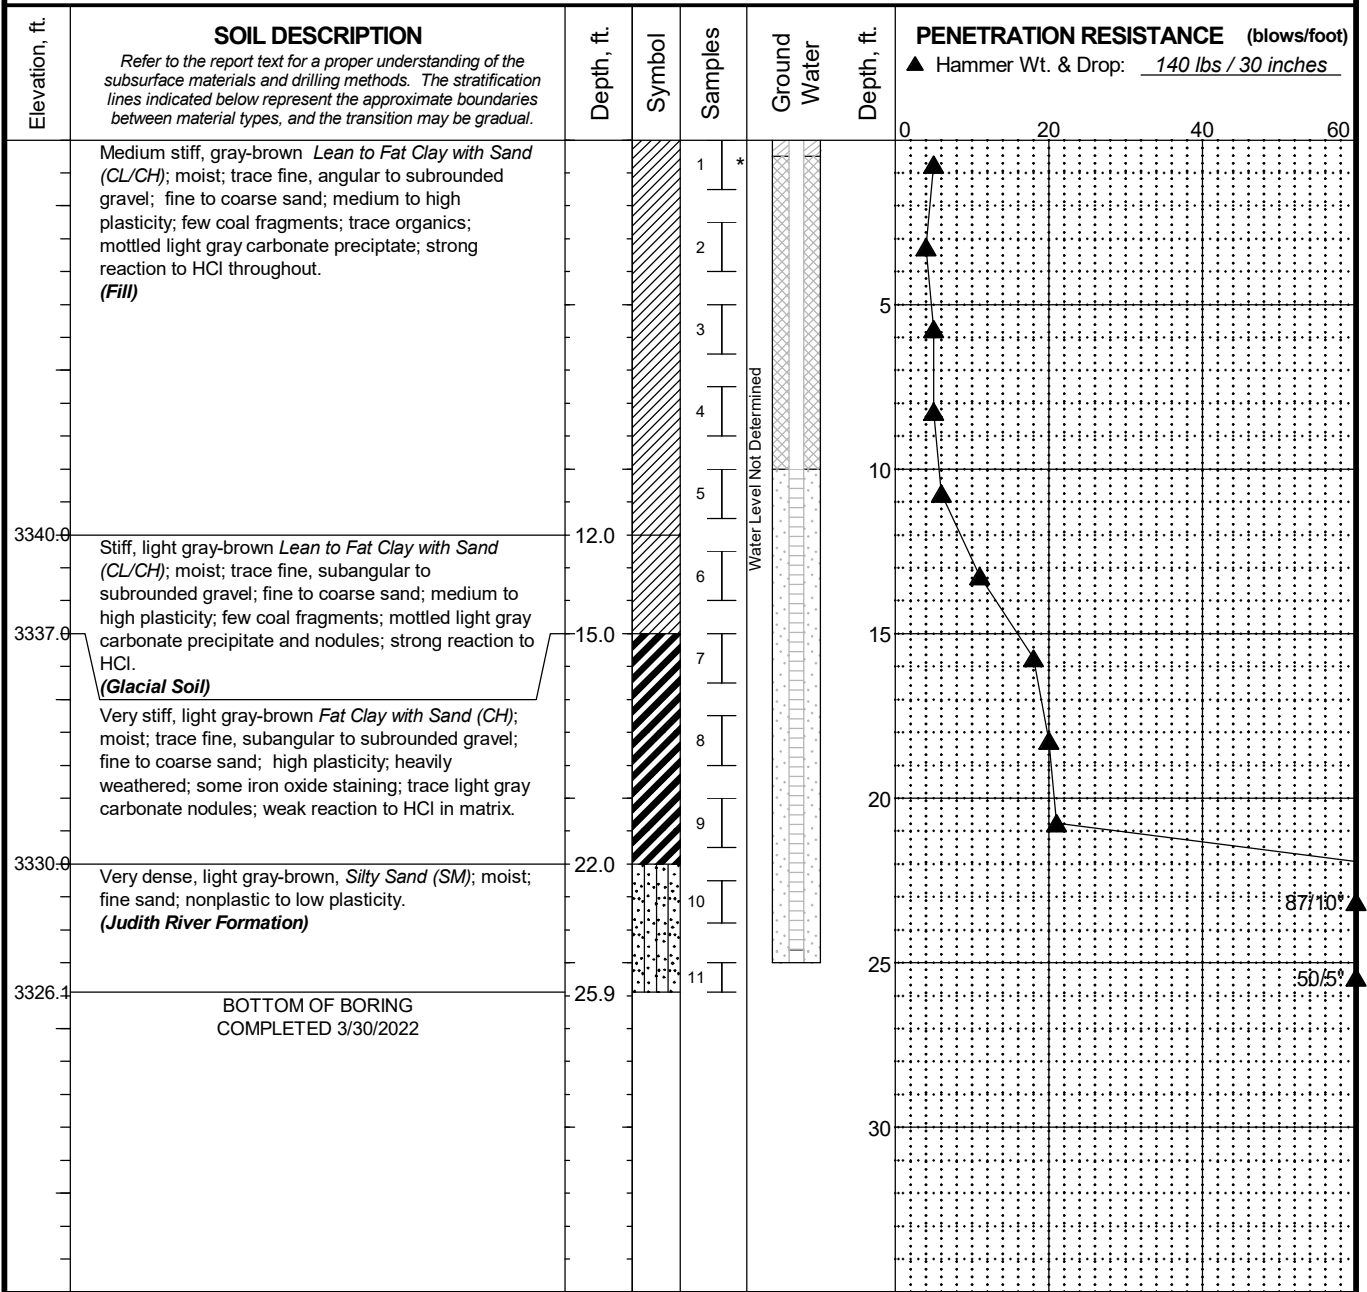 Elevation, ft.
SOIL DESCRIPTION
Refer to the report text for a proper understanding of the
subsurface materials and drilling methods. The stratification
lines indicated below represent the approximate boundaries
between material types, and the transition may be gradual.
Depth, ft.
Symbol
Samples
Ground
Water
Depth, ft.
PENETRATION RESISTANCE (blows/foot)
▲ Hammer Wt. & Drop: 140 lbs / 30 inches
0 20 40 60
Medium stiff, gray-brown Lean to Fat Clay with Sand
(CL/CH); moist; trace fine, angular to subrounded
gravel; fine to coarse sand; medium to high
plasticity; few coal fragments; trace organics;
mottled light gray carbonate preciptate; strong
reaction to HCl throughout.
(Fill)
3340.0
12.0
Stiff, light gray-brown Lean to Fat Clay with Sand
(CL/CH); moist; trace fine, subangular to
subrounded gravel; fine to coarse sand; medium to
high plasticity; few coal fragments; mottled light gray
carbonate precipitate and nodules; strong reaction to
HCl.
(Glacial Soil)
3337.0
15.0
Very stiff, light gray-brown Fat Clay with Sand (CH);
moist; trace fine, subangular to subrounded gravel;
fine to coarse sand; high plasticity; heavily
weathered; some iron oxide staining; trace light gray
carbonate nodules; weak reaction to HCl in matrix.
3330.0
22.0
Very dense, light gray-brown, Silty Sand (SM); moist;
fine sand; nonplastic to low plasticity.
(Judith River Formation)
3326.1
25.9
BOTTOM OF BORING
COMPLETED 3/30/2022
1 *
2
3
4
5
6
7
8
9
10
11
Water Level Not Determined
5
10
15
20
25
30
87/10"
50/5"